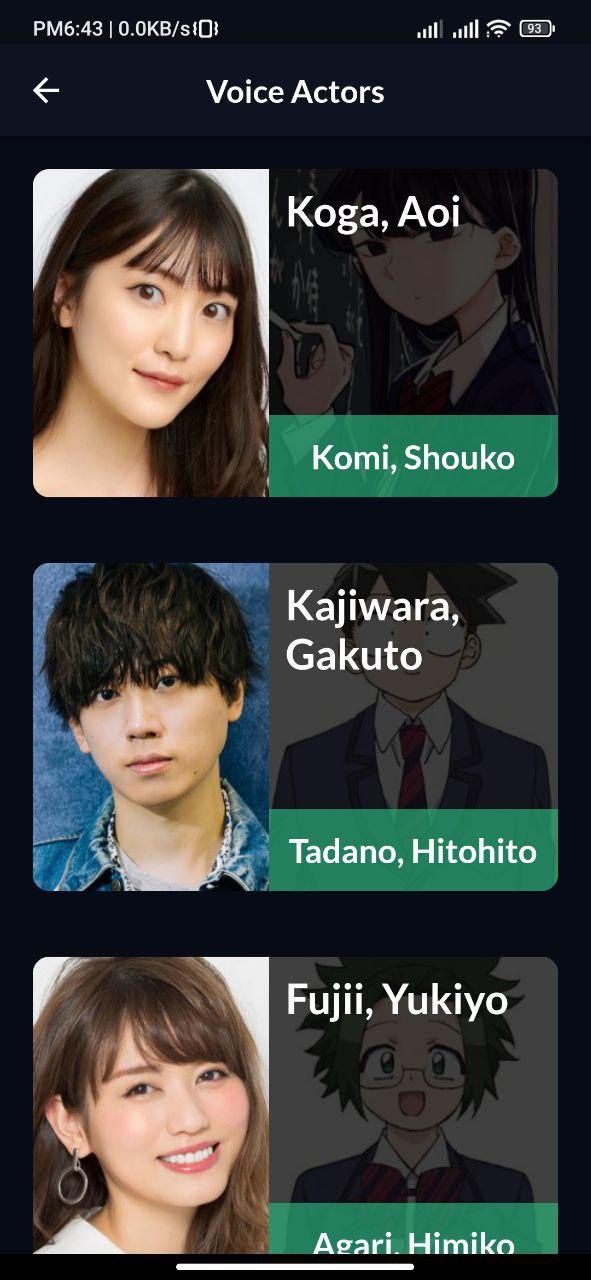 PM6:43 | 0.0KB/s
93
Voice Actors
Koga, Aoi
Komi, Shouko
Kajiwara,
Gakuto
Tadano, Hitohito
Fujii, Yukiyo
Agari, Himiko